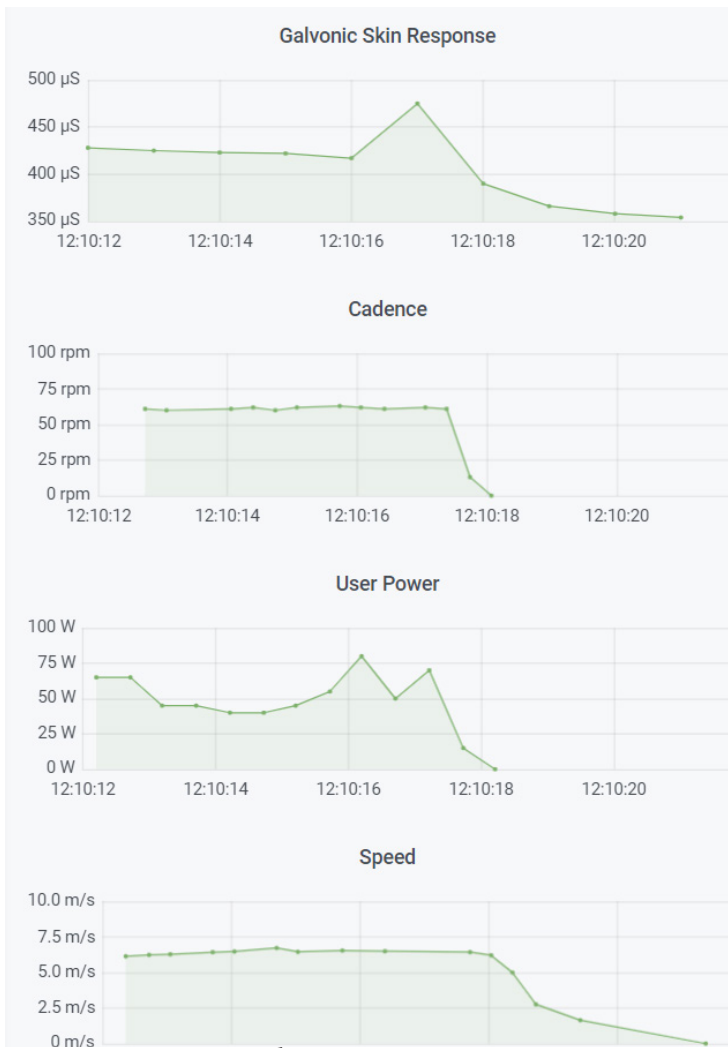 Galvonic Skin Response
500 µS
450 µS
400 µS
350 µS
12:10:12 12:10:14 12:10:16 12:10:18 12:10:20
Cadence
100 rpm
75 rpm
50 rpm
25 rpm
0 rpm
12:10:12 12:10:14 12:10:16 12:10:18 12:10:20
User Power
100 W
75 W
50 W
25 W
0 W
12:10:12 12:10:14 12:10:16 12:10:18 12:10:20
Speed
10.0 m/s
7.5 m/s
5.0 m/s
2.5 m/s
0 m/s